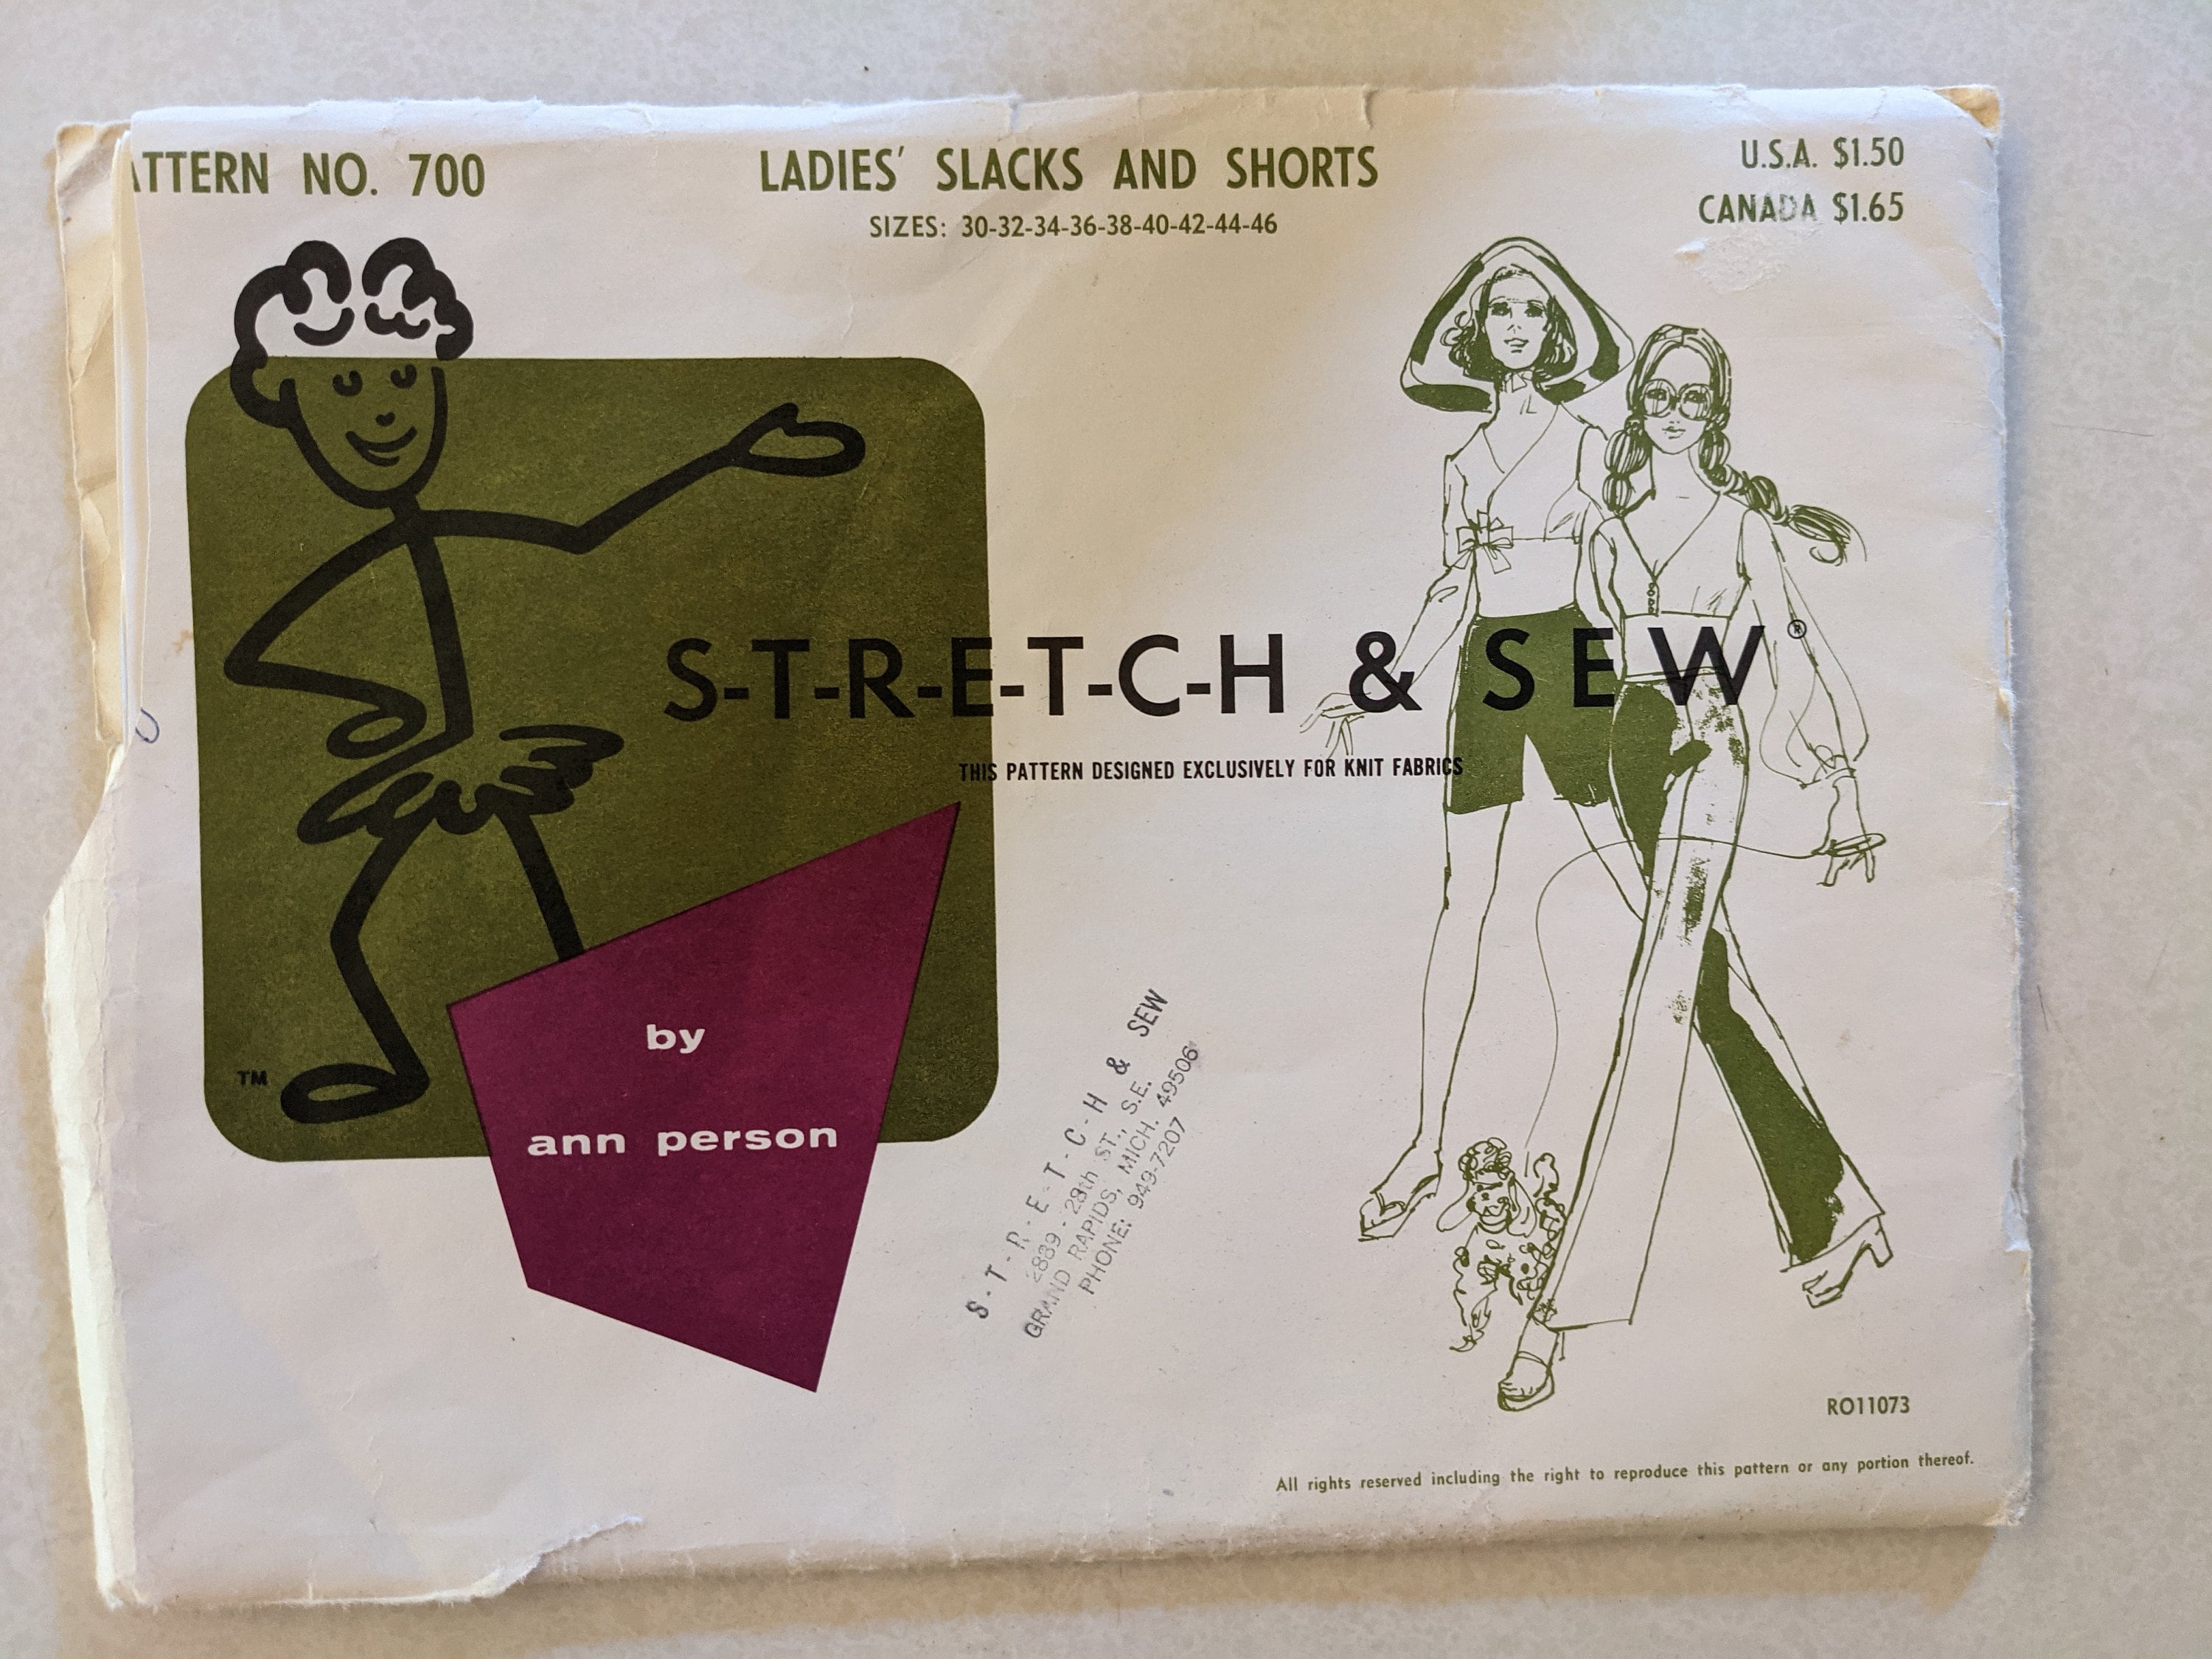 ATTERN NO. 700
LADIES' SLACKS AND SHORTS
SIZES: 30-32-34-36-38-40-42-44-46
U.S.A. $1.50
CANADA $1.65
S-T-R-E-T-C-H & SEW®
THIS PATTERN DESIGNED EXCLUSIVELY FOR KNIT FABRICS
by
ann person
TM
S-T-R-E-T-C-H & SEW
2889 - 28th ST., S.E.
GRAND RAPIDS, MICH. 49506
PHONE: 949-7207
RO11073
All rights reserved including the right to reproduce this pattern or any portion thereof.